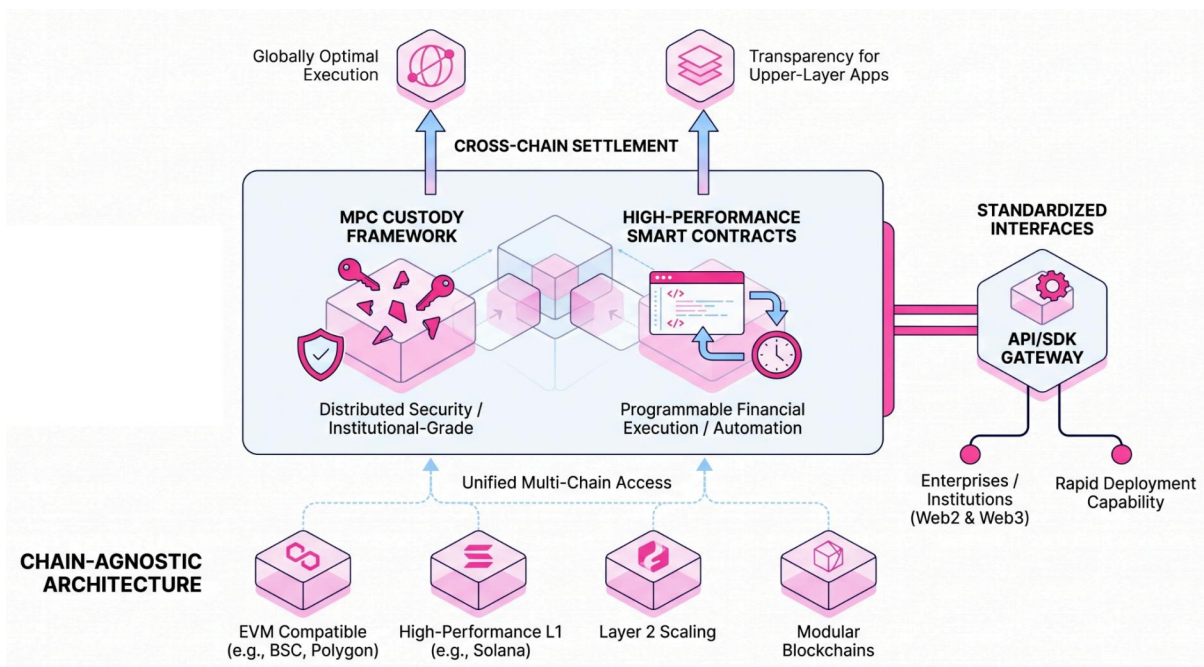 Globally Optimal
Execution
Transparency for
Upper-Layer Apps
CROSS-CHAIN SETTLEMENT
MPC CUSTODY
FRAMEWORK
HIGH-PERFORMANCE
SMART CONTRACTS
</>
</>
Distributed Security /
Institutional-Grade
Programmable Financial
Execution / Automation
STANDARDIZED
INTERFACES
API/SDK
GATEWAY
Enterprises /
Institutions
(Web2 & Web3)
Rapid Deployment
Capability
Unified Multi-Chain Access
CHAIN-AGNOSTIC
ARCHITECTURE
EVM Compatible
(e.g., BSC, Polygon)
High-Performance L1
(e.g., Solana)
Layer 2 Scaling
Modular
Blockchains